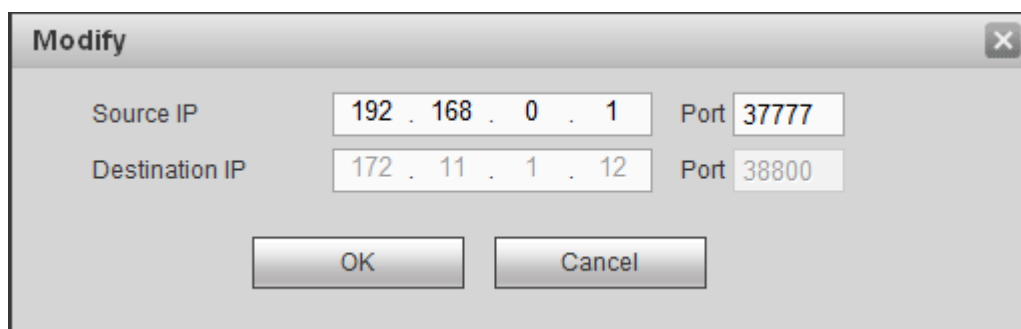 Modify
Source IP 192 . 168 . 0 . 1 Port 37777
Destination IP 172 . 11 . 1 . 12 Port 38800
OK Cancel